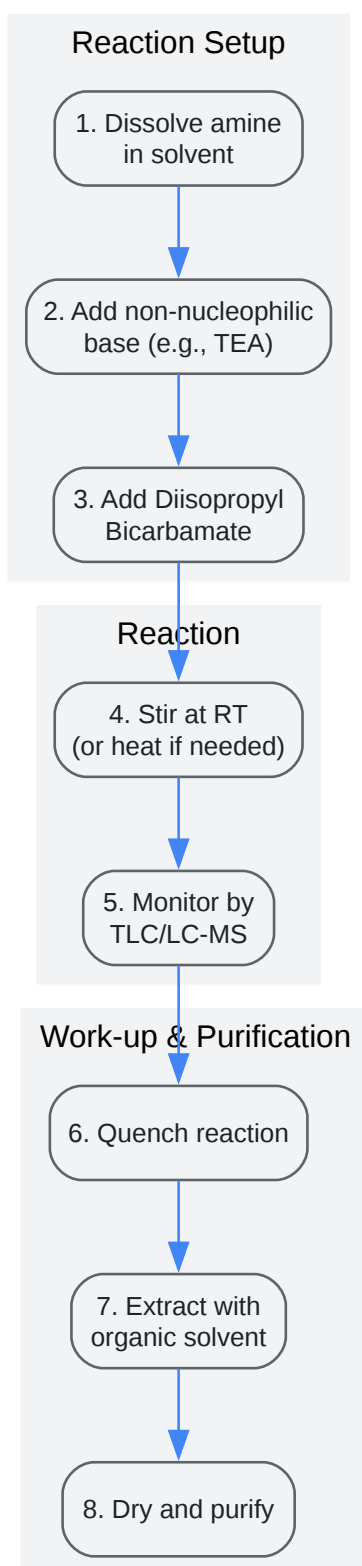 Reaction Setup
1. Dissolve amine
in solvent
2. Add non-nucleophilic
base (e.g., TEA)
3. Add Diisopropyl
Bicarbamate
Reaction
4. Stir at RT
(or heat if needed)
5. Monitor by
TLC/LC-MS
Work-up & Purification
6. Quench reaction
7. Extract with
organic solvent
8. Dry and purify